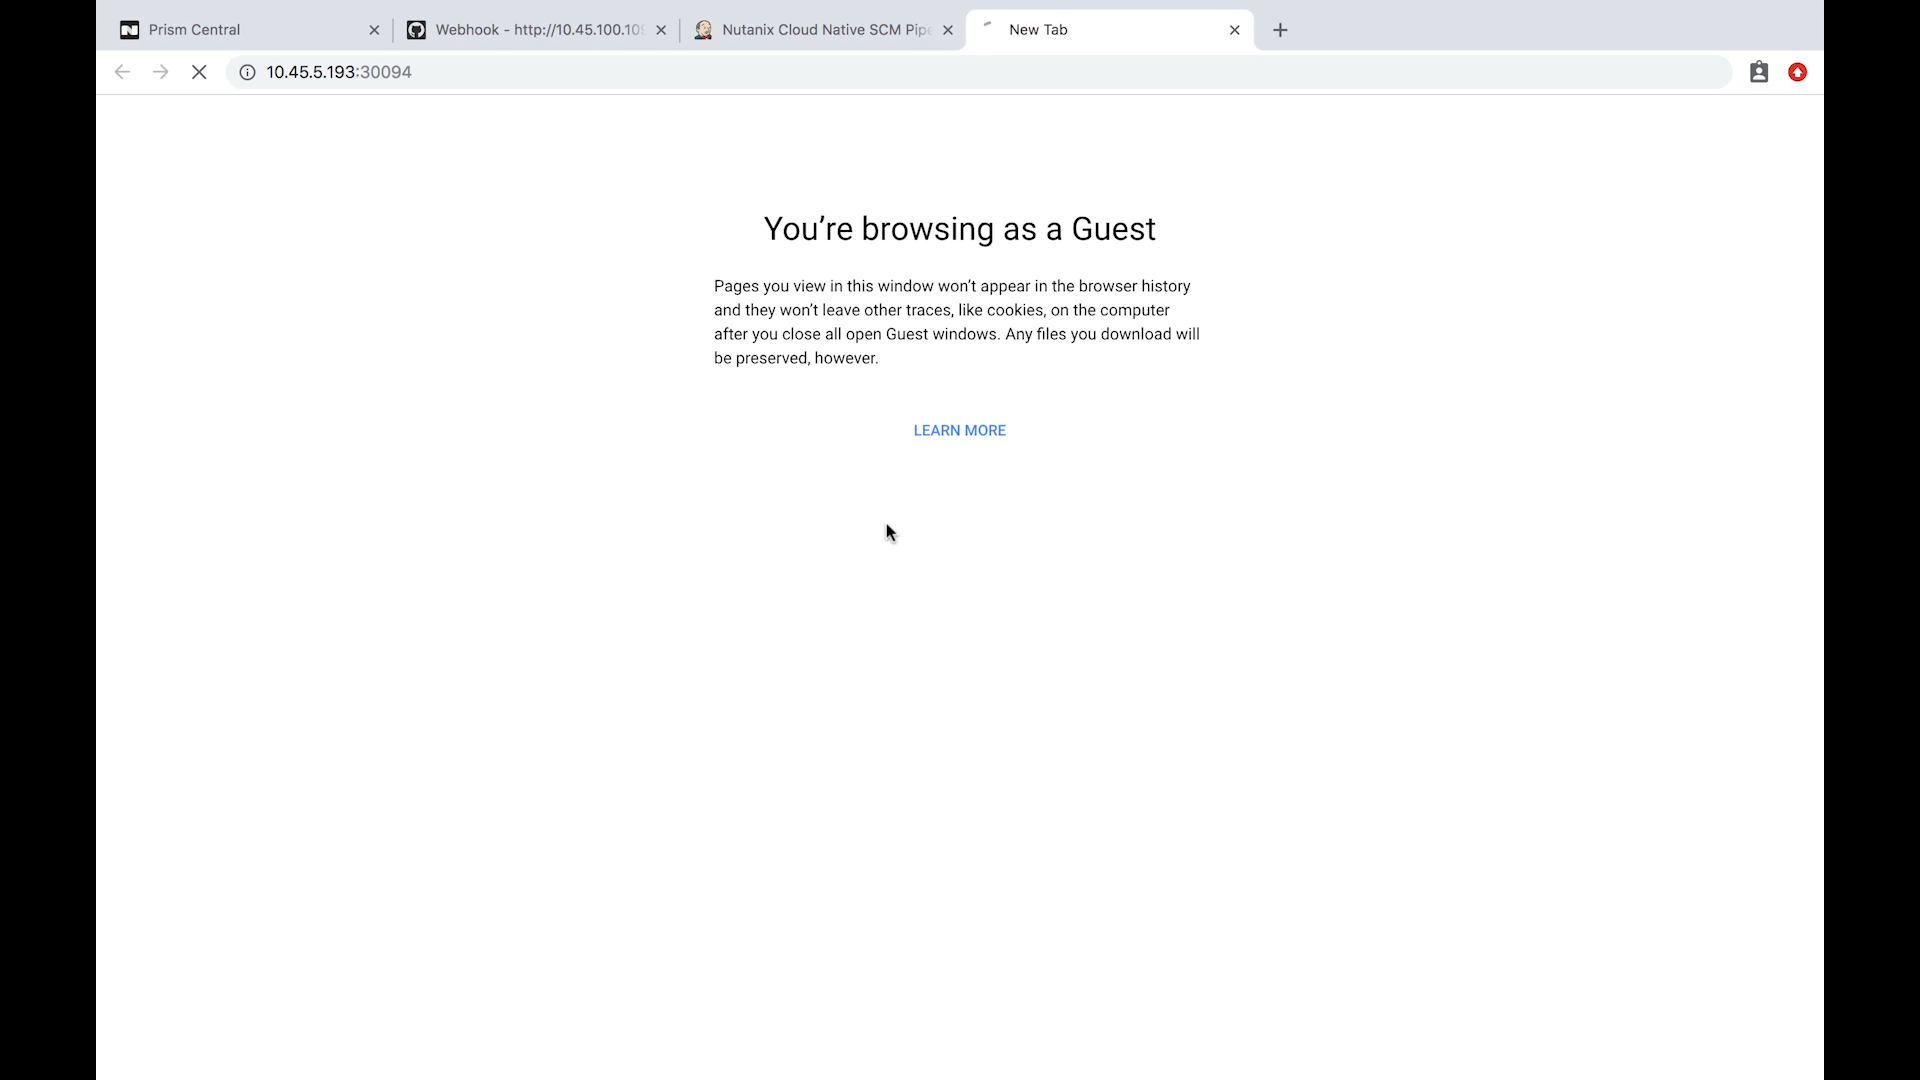 Prism Central
Webhook - http://10.45.100.109
Nutanix Cloud Native SCM Pipe
New Tab
10.45.5.193:30094
You’re browsing as a Guest
Pages you view in this window won’t appear in the browser history
and they won’t leave other traces, like cookies, on the computer
after you close all open Guest windows. Any files you download will
be preserved, however.
LEARN MORE